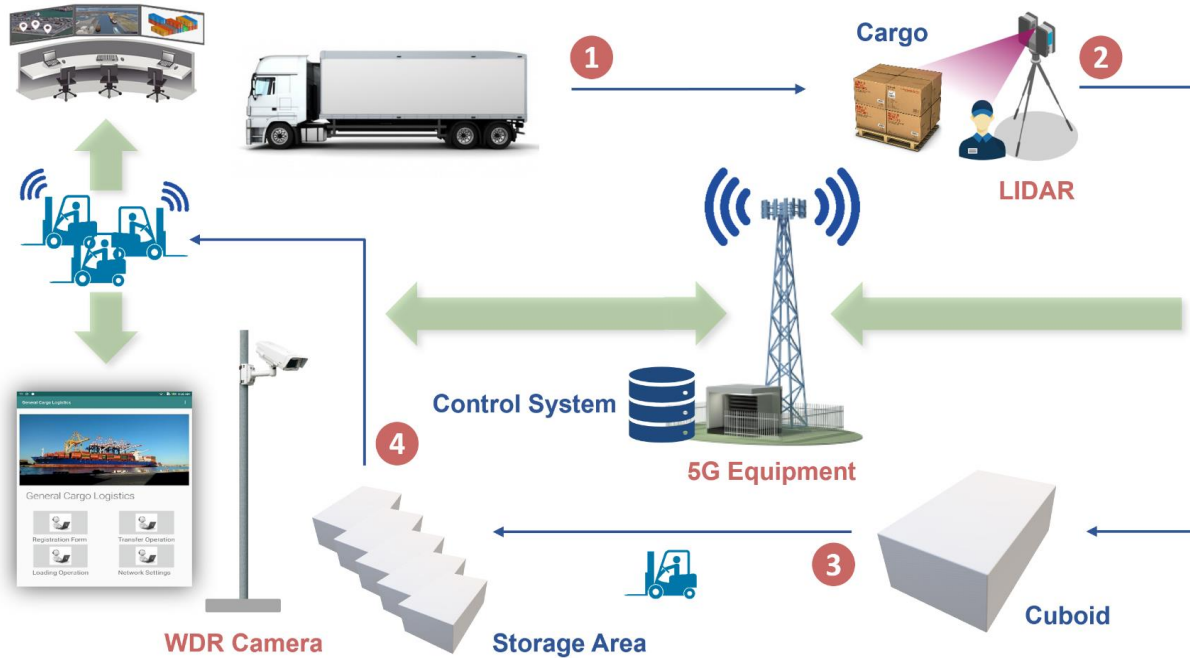 1
Cargo
2
LIDAR
Control System
5G Equipment
4
General Cargo Logistics
General Cargo Logistics
Registration Form
Transfer Operation
Loading Operation
Network Settings
3
Cuboid
WDR Camera
Storage Area